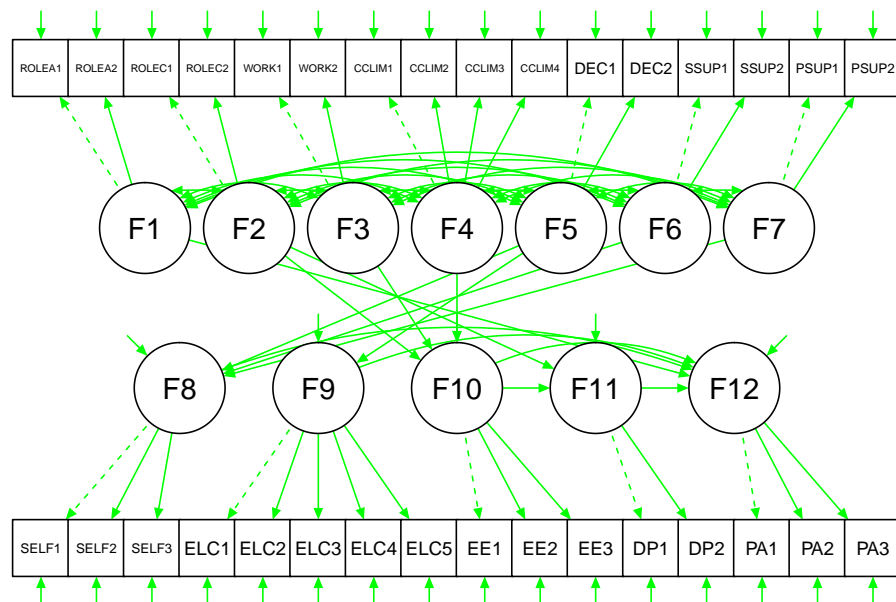 ROLEA1 ROLEA2 ROLEC1 ROLEC2 WORK1 WORK2 CCLIM1 CCLIM2 CCLIM3 CCLIM4 DEC1 DEC2 SSUP1 SSUP2 PSUP1 PSUP2
F1 F2 F3 F4 F5 F6 F7
F8 F9 F10 F11 F12
SELF1 SELF2 SELF3 ELC1 ELC2 ELC3 ELC4 ELC5 EE1 EE2 EE3 DP1 DP2 PA1 PA2 PA3